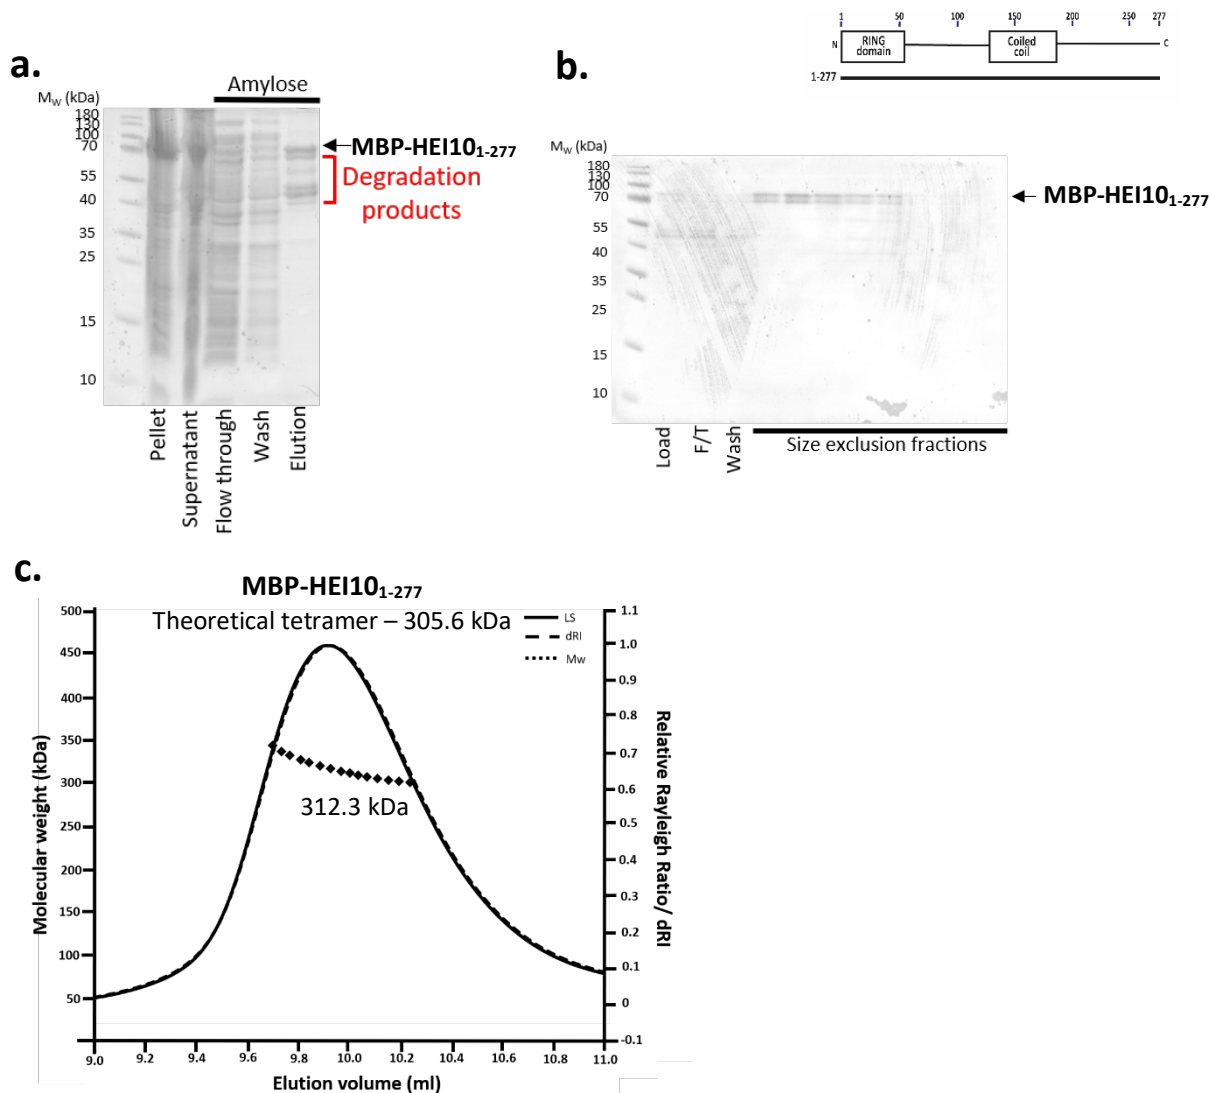 a.
Amylose
Mw (kDa)
180
130
100
70
55
40
35
25
15
10
MBP-HEI101-277
Degradation
products
Pellet
Supernatant
Flow through
Wash
Elution
b.
1 50 100 150 200 250 277
N RING domain Coiled coil C
1-277
Mw (kDa)
180
130
100
70
55
40
35
25
15
10
MBP-HEI101-277
Load
F/T
Wash
Size exclusion fractions
c.
MBP-HEI101-277
Theoretical tetramer – 305.6 kDa
LS
dRI
Mw
Molecular weight (kDa)
500
450
400
350
300
250
200
150
100
50
312.3 kDa
1.1
1.0
0.9
0.8
0.7
0.6
0.5
0.4
0.3
0.2
0.1
0
-0.1
Relative Rayleigh Ratio/ dRI
9.0 9.2 9.4 9.6 9.8 10.0 10.2 10.4 10.6 10.8 11.0
Elution volume (ml)